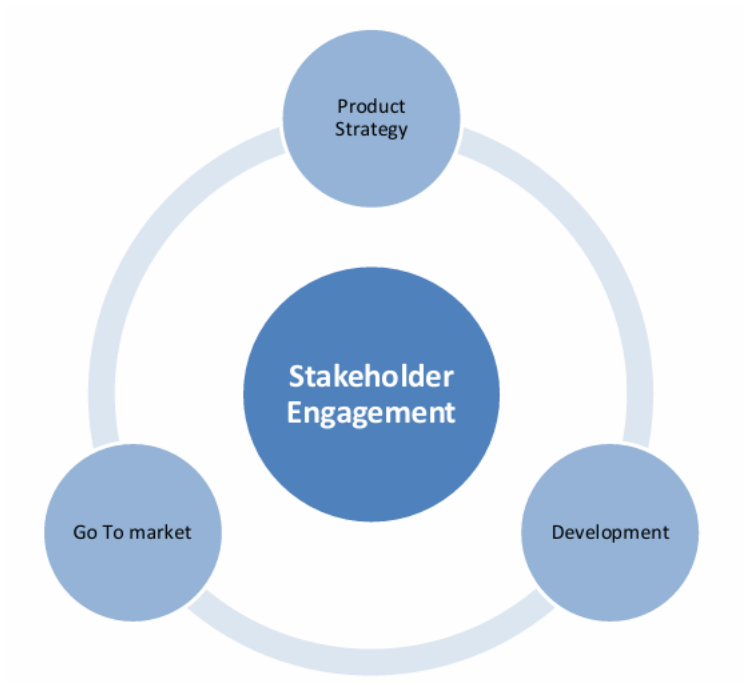 Product
Strategy
Stakeholder
Engagement
Go To market
Development